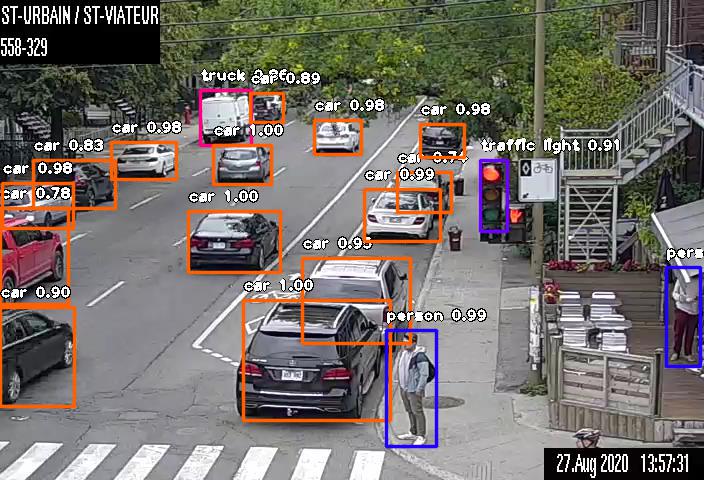 ST-URBAIN / ST-VIATEUR
558-329
car 0.89
car 0.98
car 0.98
car 1.00
traffic light 0.91
car 0.98
car 0.83
car 0.98
car 0.99
car 0.78
car 1.00
car 1.00
car 0.90
person 0.99
27.Aug 2020 13:57:31